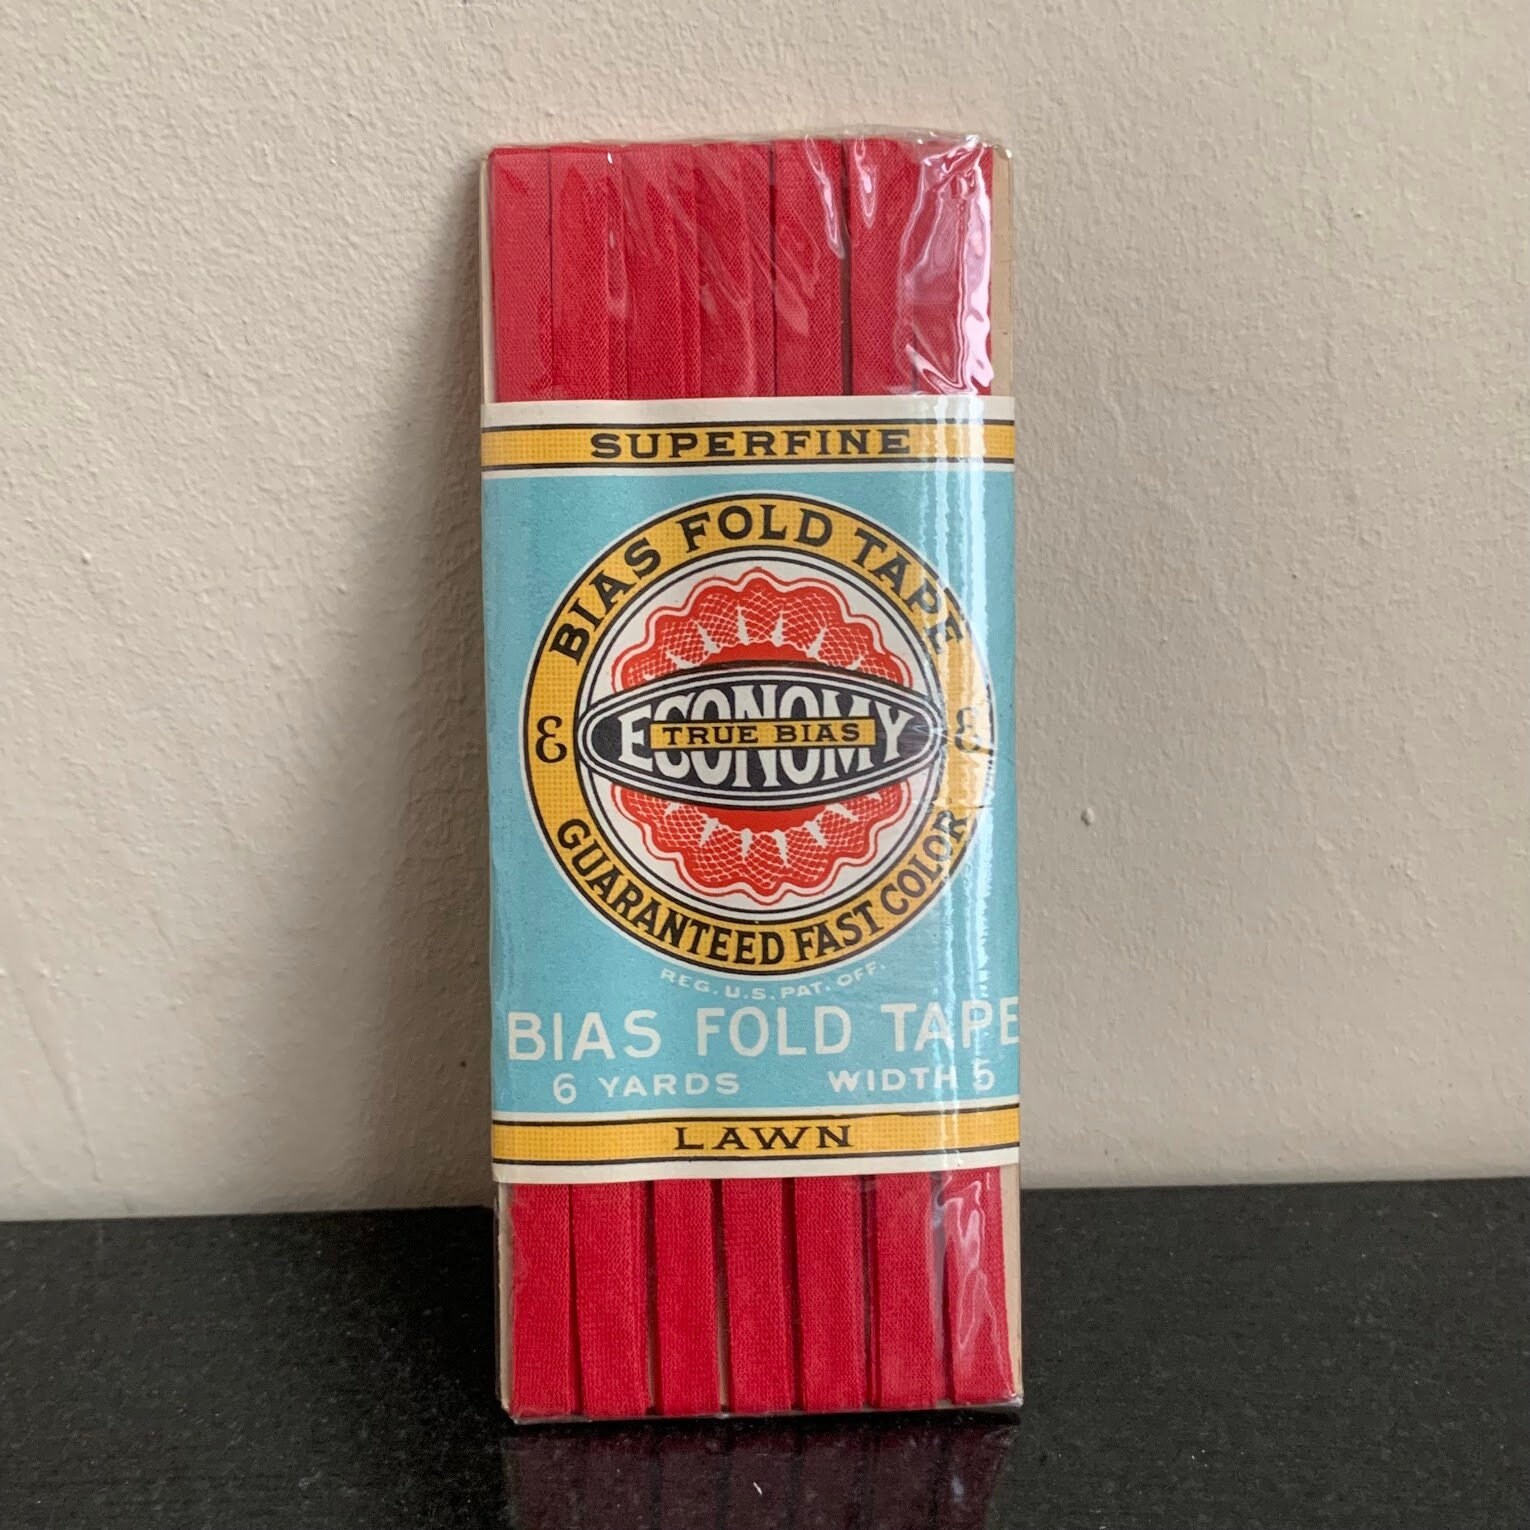 SUPERFINE
BIAS FOLD TAPE
ECONOMY
TRUE BIAS
Ɛ Ɛ
GUARANTEED FAST COLOR
REG. U.S. PAT. OFF.
BIAS FOLD TAPE
6 YARDS WIDTH 5
LAWN